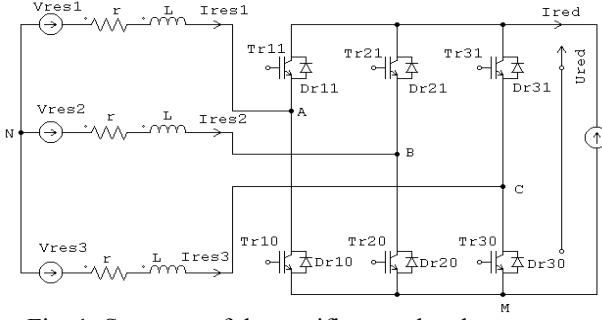 Vres1 r L Ires1 Ired
Tr11 Tr21 Tr31
Ured
Dr11 Dr21 Dr31
Vres2 r L Ires2 A
N B
C
Vres3 r L Ires3 Tr10 Tr20 Tr30
Dr10 Dr20 Dr30
M